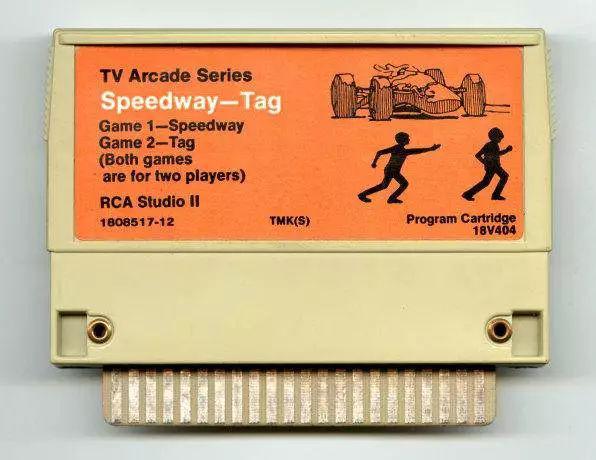 TV Arcade Series
Speedway—Tag
Game 1—Speedway
Game 2—Tag
(Both games
are for two players)
RCA Studio II
1808517-12
TMK(S)
Program Cartridge
18V404